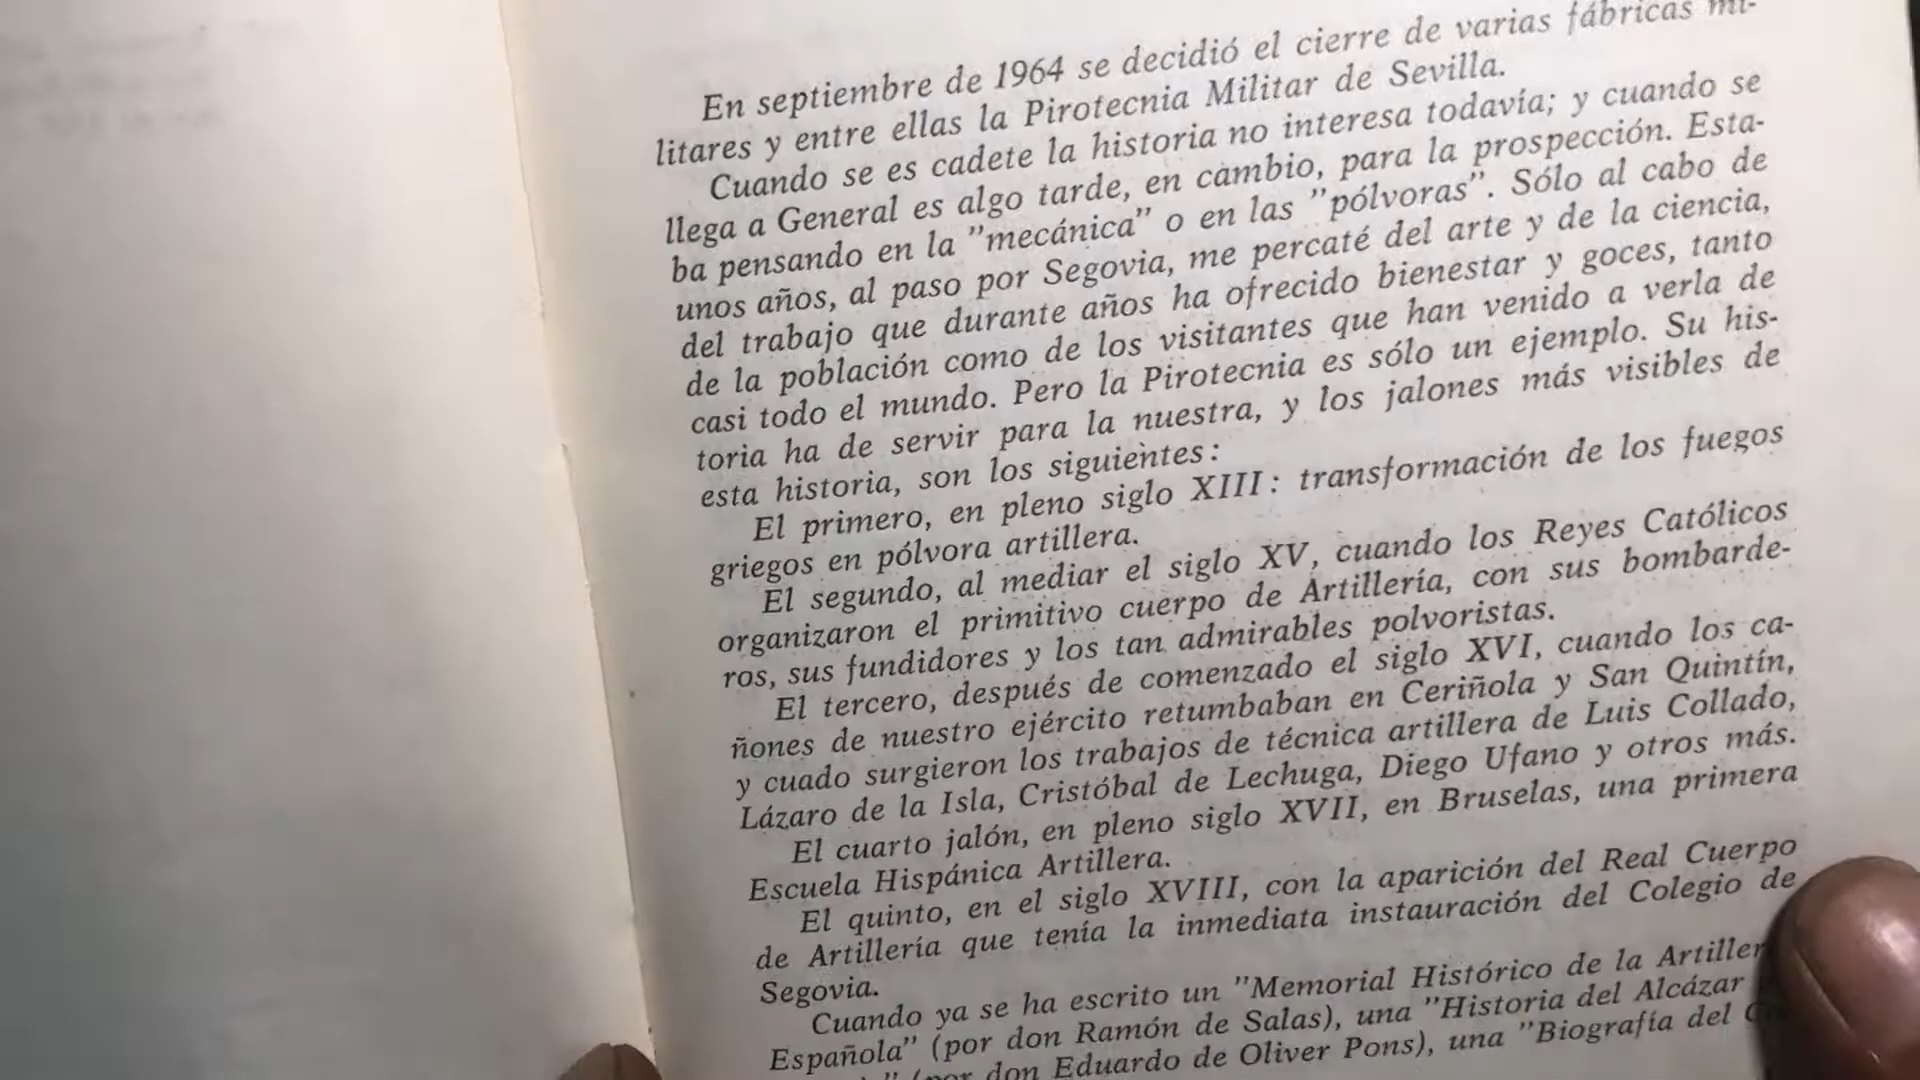 En septiembre de 1964 se decidió el cierre de varias fábricas mi-
litares y entre ellas la Pirotecnia Militar de Sevilla.
Cuando se es cadete la historia no interesa todavía; y cuando se
llega a General es algo tarde, en cambio, para la prospección. Esta-
ba pensando en la "mecánica" o en las "pólvoras". Sólo al cabo de
unos años, al paso por Segovia, me percaté del arte y de la ciencia,
del trabajo que durante años ha ofrecido bienestar y goces, tanto
de la población como de los visitantes que han venido a verla de
casi todo el mundo. Pero la Pirotecnia es sólo un ejemplo. Su his-
toria ha de servir para la nuestra, y los jalones más visibles de
esta historia, son los siguientes:
El primero, en pleno siglo XIII: transformación de los fuegos
griegos en pólvora artillera.
El segundo, al mediar el siglo XV, cuando los Reyes Católicos
organizaron el primitivo cuerpo de Artillería, con sus bombarde-
ros, sus fundidores y los tan admirables polvoristas.
El tercero, después de comenzado el siglo XVI, cuando los ca-
ñones de nuestro ejército retumbaban en Ceriñola y San Quintín,
y cuado surgieron los trabajos de técnica artillera de Luis Collado,
Lázaro de la Isla, Cristóbal de Lechuga, Diego Ufano y otros más.
El cuarto jalón, en pleno siglo XVII, en Bruselas, una primera
Escuela Hispánica Artillera.
El quinto, en el siglo XVIII, con la aparición del Real Cuerpo
de Artillería que tenía la inmediata instauración del Colegio de
Segovia.
Cuando ya se ha escrito un "Memorial Histórico de la
Española" (por don Ramón de Salas), una "Historia del Alcázar
(por don Eduardo de Oliver Pons), una "Biografía del